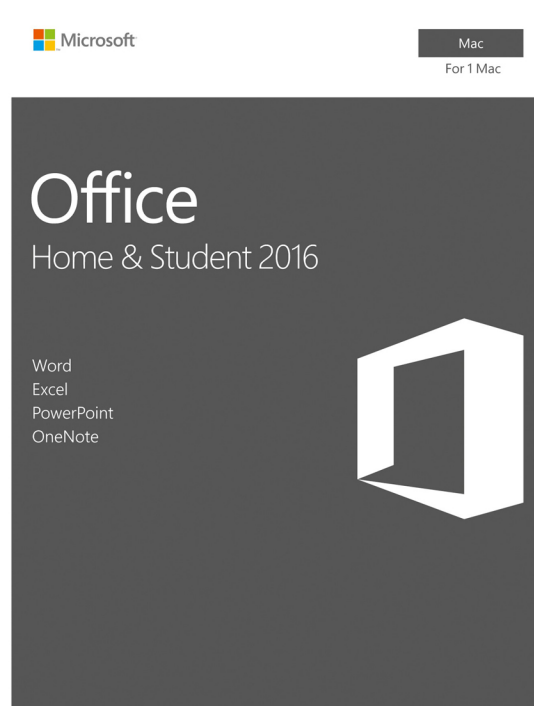 Microsoft
Mac
For 1 Mac
Office
Home & Student 2016
Word
Excel
PowerPoint
OneNote